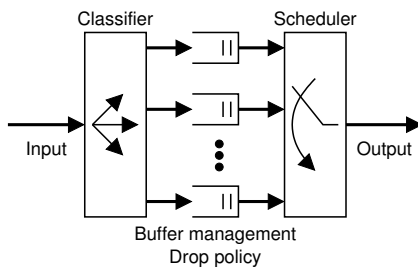 Classifier
Scheduler
Input
Output
Buffer management
Drop policy